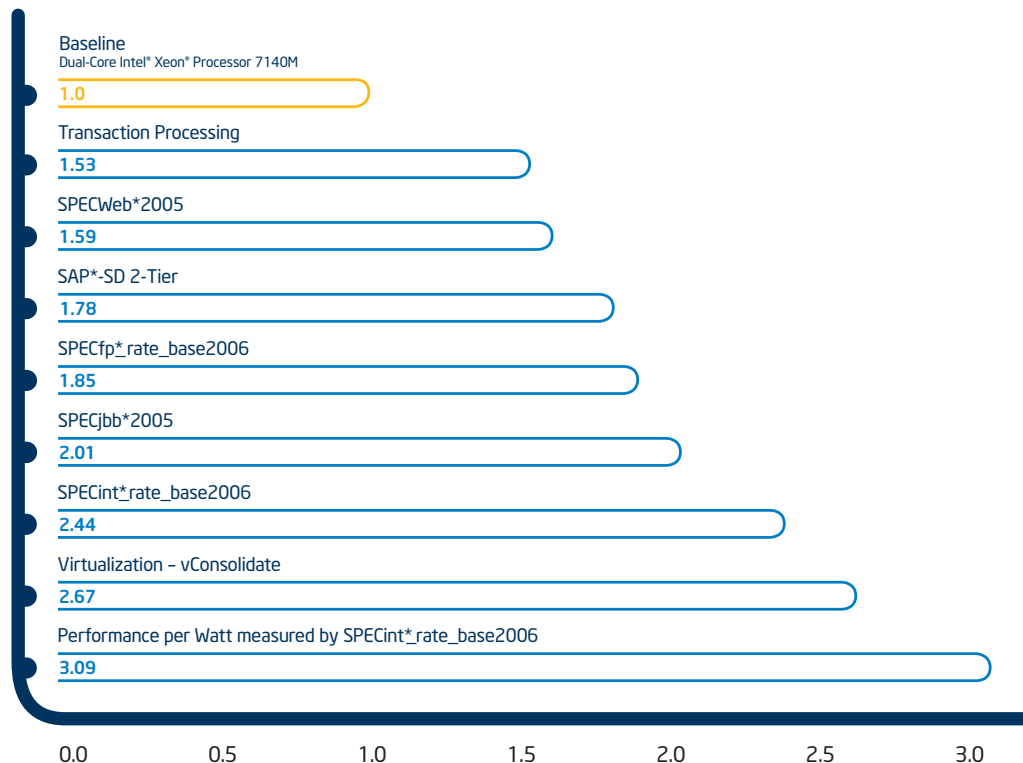 Baseline
Dual-Core Intel® Xeon® Processor 7140M
1.0
Transaction Processing
1.53
SPECWeb*2005
1.59
SAP*-SD 2-Tier
1.78
SPECfp*_rate_base2006
1.85
SPECjbb*2005
2.01
SPECint*_rate_base2006
2.44
Virtualization – vConsolidate
2.67
Performance per Watt measured by SPECint*_rate_base2006
3.09
0.0 0.5 1.0 1.5 2.0 2.5 3.0